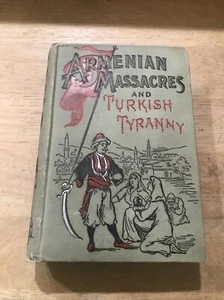 ARMENIAN
MASSACRES
AND
TURKISH
TYRANNY